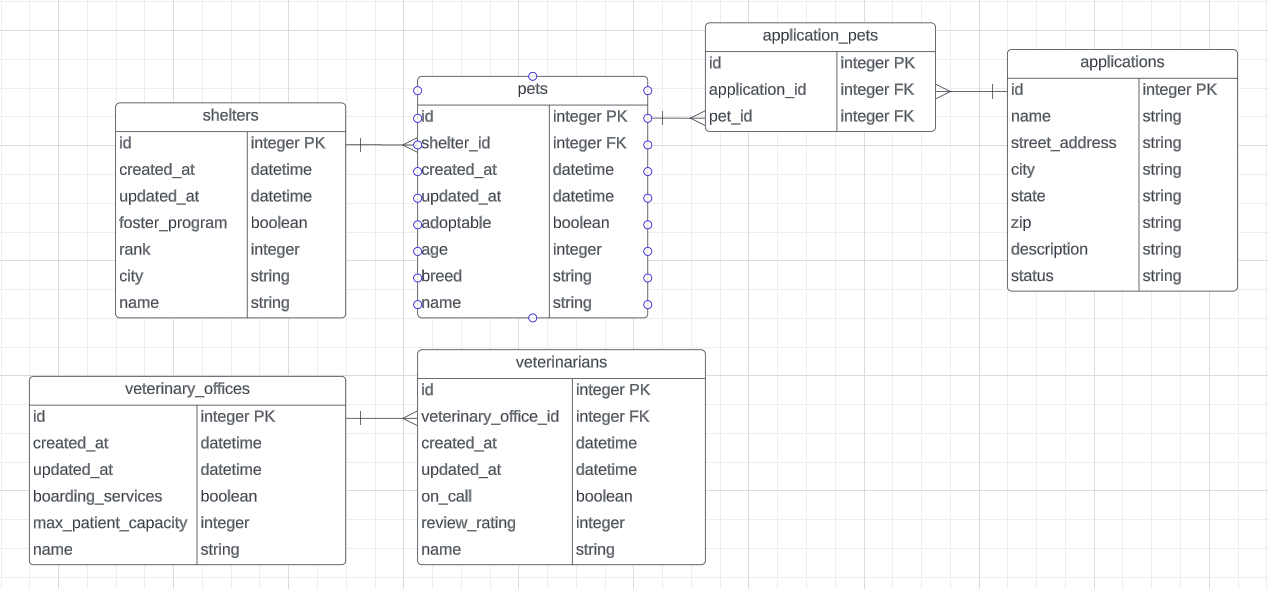 application_pets
id integer PK
application_id integer FK
pet_id integer FK
applications
id integer PK
name string
street_address string
city string
state string
zip string
description string
status string
pets
id integer PK
shelter_id integer FK
created_at datetime
updated_at datetime
adoptable boolean
age integer
breed string
name string
shelters
id integer PK
created_at datetime
updated_at datetime
foster_program boolean
rank integer
city string
name string
veterinarians
id integer PK
veterinary_office_id integer FK
created_at datetime
updated_at datetime
on_call boolean
review_rating integer
name string
veterinary_offices
id integer PK
created_at datetime
updated_at datetime
boarding_services boolean
max_patient_capacity integer
name string